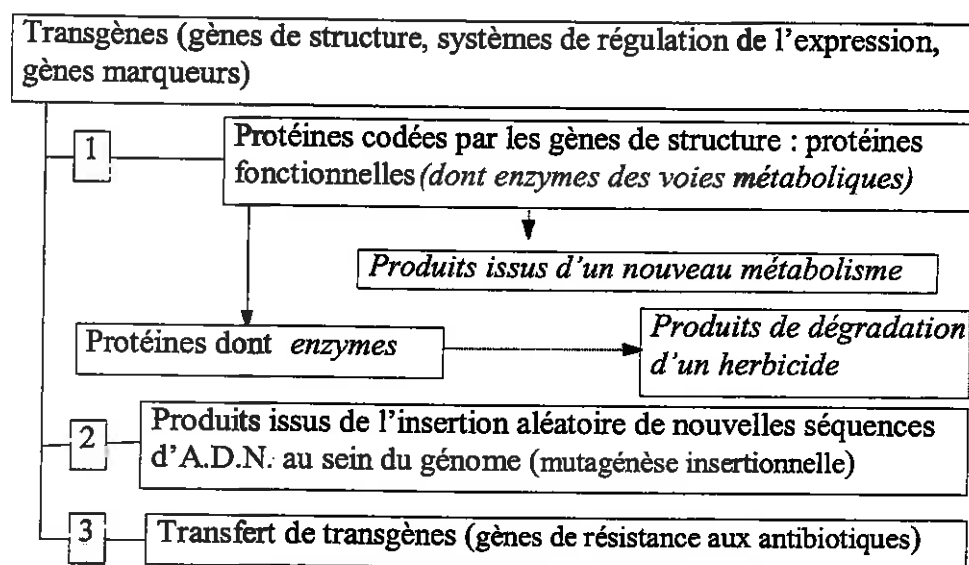 Transgènes (gènes de structure, systèmes de régulation de l'expression,
gènes marqueurs)
1
Protéines codées par les gènes de structure : protéines
fonctionnelles (dont enzymes des voies métaboliques)
Produits issus d'un nouveau métabolisme
Protéines dont enzymes
Produits de dégradation
d'un herbicide
2
Produits issus de l'insertion aléatoire de nouvelles séquences
d'A.D.N. au sein du génome (mutagénèse insertionnelle)
3
Transfert de transgènes (gènes de résistance aux antibiotiques)